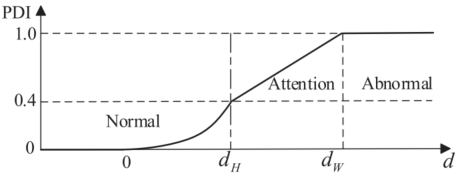 PDI
1.0
Attention
Abnormal
0.4
Normal
0
0
d_H
d_W
d